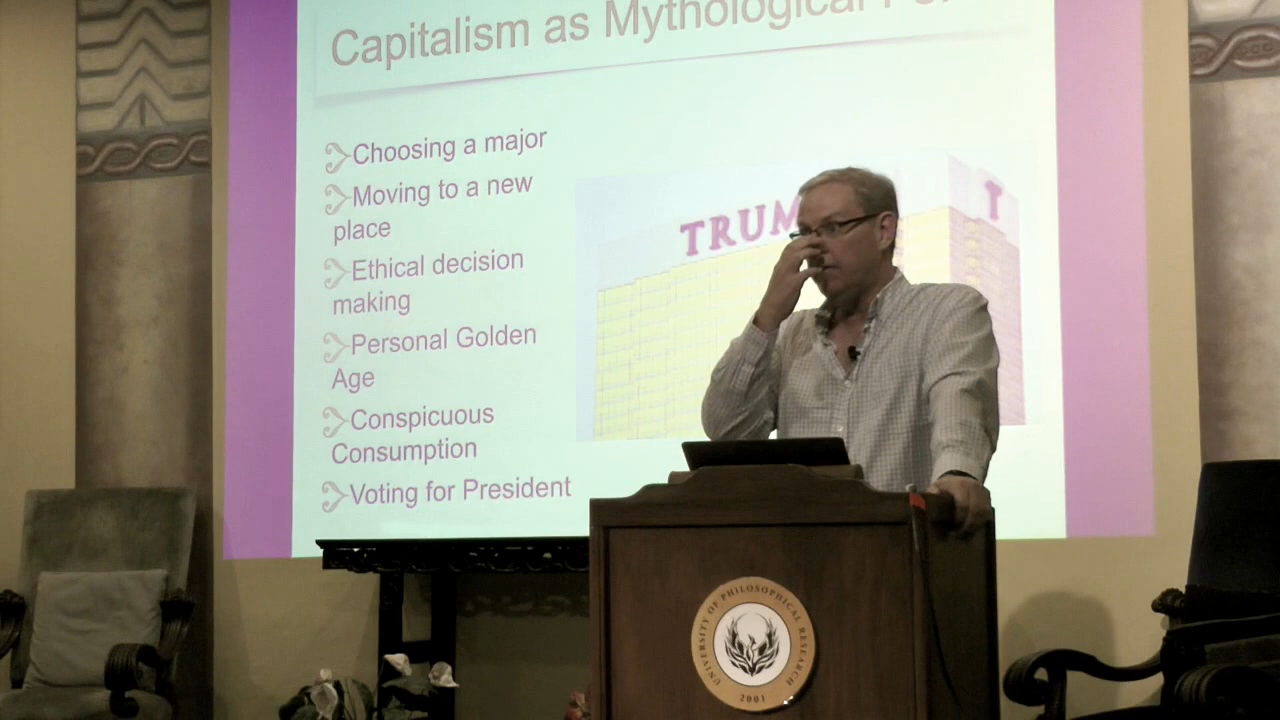 Capitalism as Mythological
Choosing a major
Moving to a new
place
Ethical decision
making
Personal Golden
Age
Conspicuous
Consumption
Voting for President
TRUM
T
UNIVERSITY OF PHILOSOPHICAL RESEARCH
2001